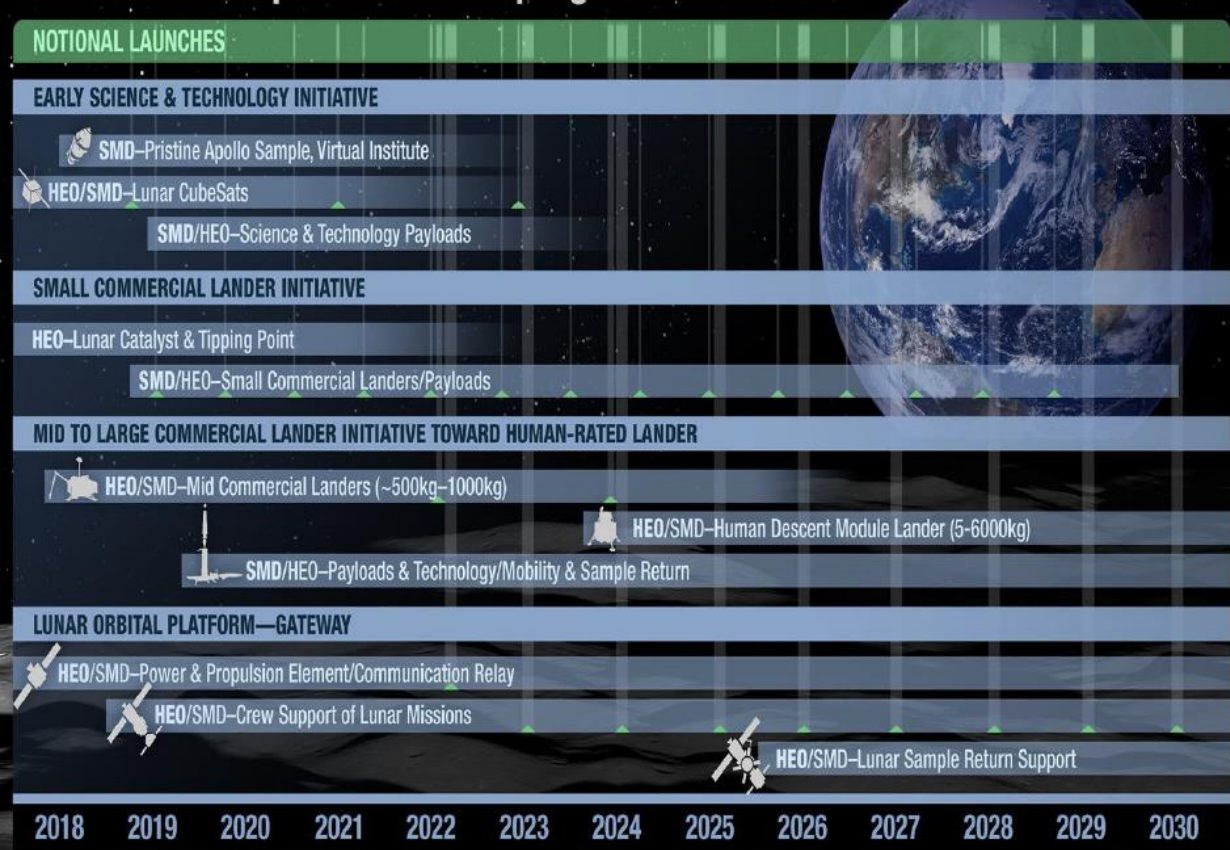 NOTIONAL LAUNCHES
EARLY SCIENCE & TECHNOLOGY INITIATIVE
SMD–Pristine Apollo Sample, Virtual Institute
HEO/SMD–Lunar CubeSats
SMD/HEO–Science & Technology Payloads
SMALL COMMERCIAL LANDER INITIATIVE
HEO–Lunar Catalyst & Tipping Point
SMD/HEO–Small Commercial Landers/Payloads
MID TO LARGE COMMERCIAL LANDER INITIATIVE TOWARD HUMAN-RATED LANDER
HEO/SMD–Mid Commercial Landers (~500kg–1000kg)
HEO/SMD–Human Descent Module Lander (5-6000kg)
SMD/HEO–Payloads & Technology/Mobility & Sample Return
LUNAR ORBITAL PLATFORM—GATEWAY
HEO/SMD–Power & Propulsion Element/Communication Relay
HEO/SMD–Crew Support of Lunar Missions
HEO/SMD–Lunar Sample Return Support
2018 2019 2020 2021 2022 2023 2024 2025 2026 2027 2028 2029 2030